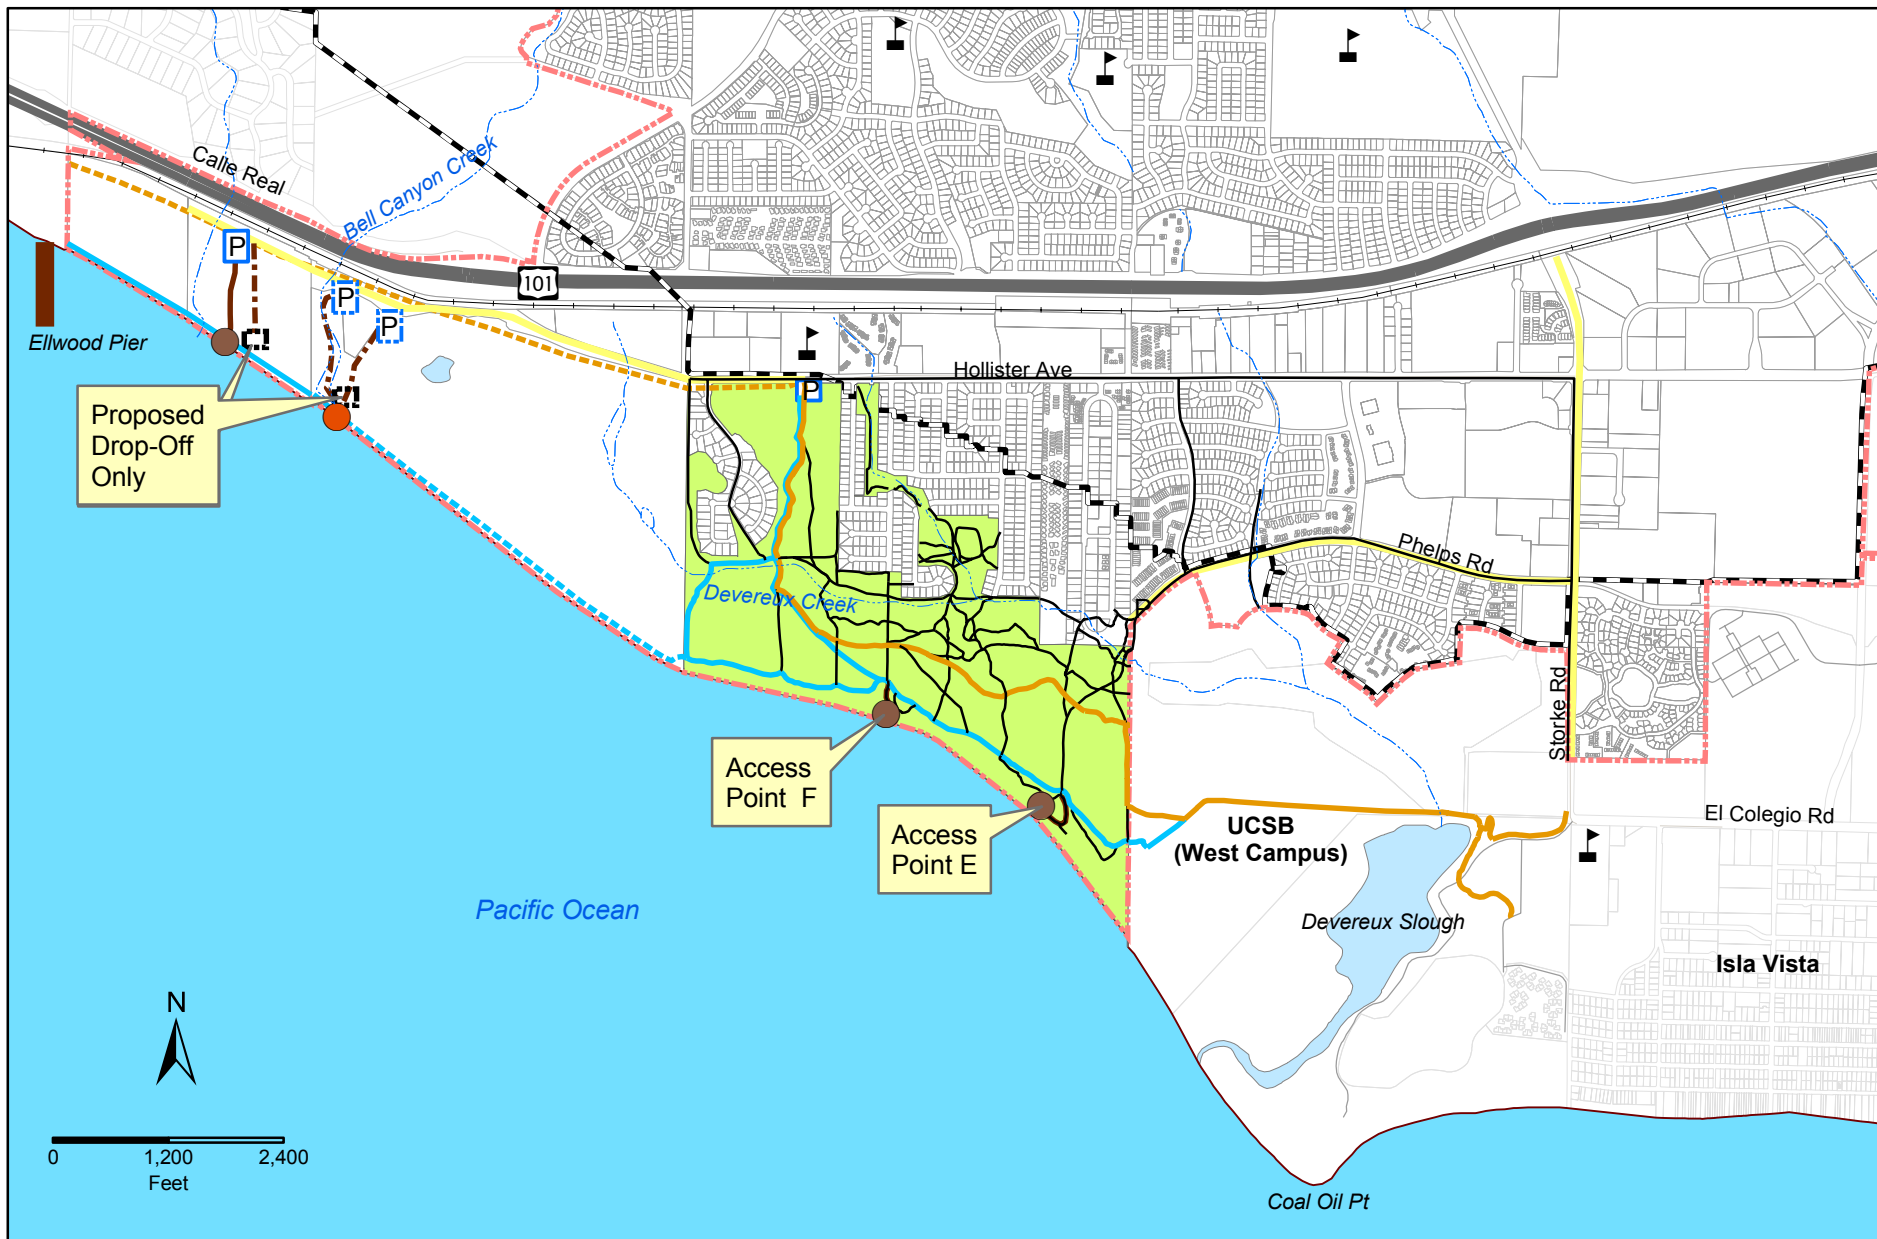 Calle Real
Bell Canyon Creek
P
P
P
101
Ellwood Pier
Hollister Ave
P
Proposed
Drop-Off
Only
Phelps Rd
Devereux Creek
P
Storke Rd
Access
Point F
Access
Point E
UCSB
(West Campus)
El Colegio Rd
Pacific Ocean
Devereux Slough
Isla Vista
N
0 1,200 2,400
Feet
Coal Oil Pt